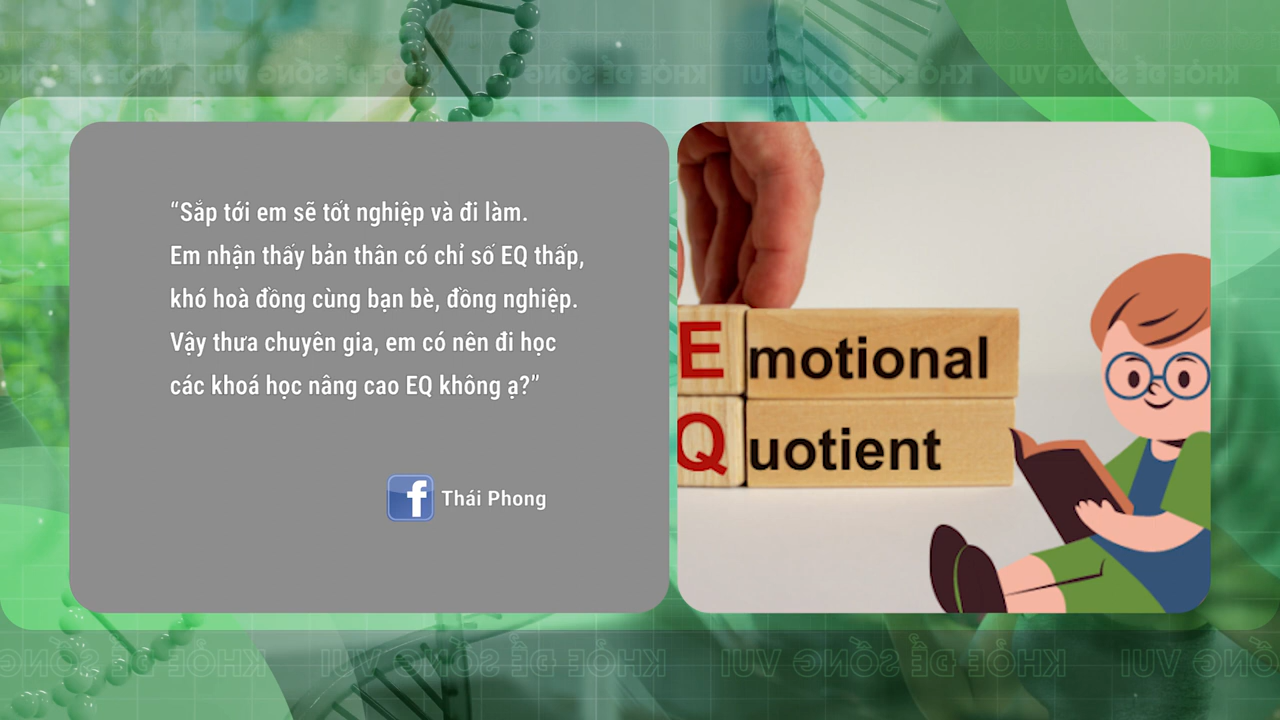 “Sắp tới em sẽ tốt nghiệp và đi làm.
Em nhận thấy bản thân có chỉ số EQ thấp,
khó hoà đồng cùng bạn bè, đồng nghiệp.
Vậy thưa chuyên gia, em có nên đi học
các khoá học nâng cao EQ không ạ?”
f Thái Phong
Emotional
Quotient